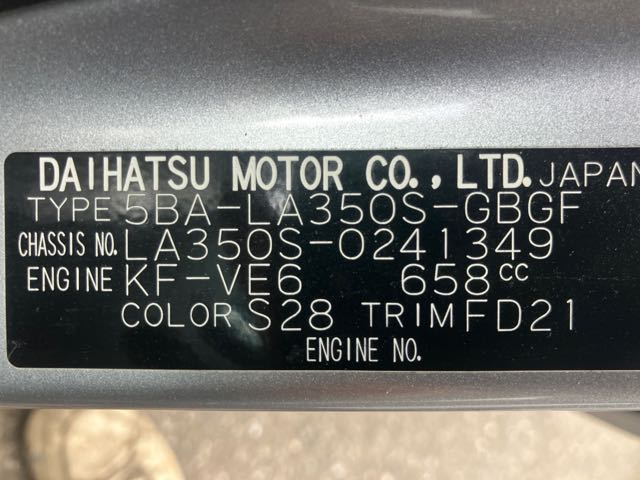 DAIHATSU MOTOR CO., LTD. JAPAN
TYPE 5BA-LA350S-GBGF
CHASSIS NO. LA350S-0241349
ENGINE KF-VE6 658CC
COLOR S28 TRIM FD21
ENGINE NO.